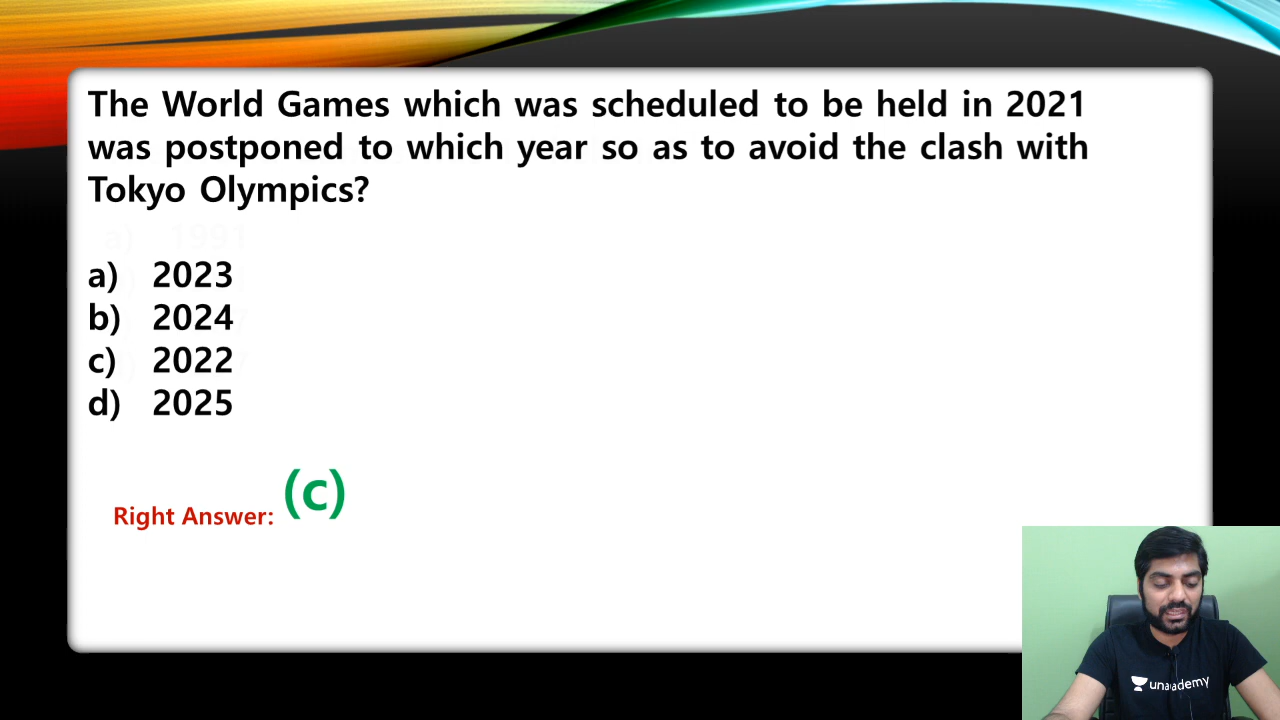 The World Games which was scheduled to be held in 2021
was postponed to which year so as to avoid the clash with
Tokyo Olympics?
a) 1991
a) 2023
b) 2024
c) 2022
d) 2025
Right Answer: (c)
unacademy